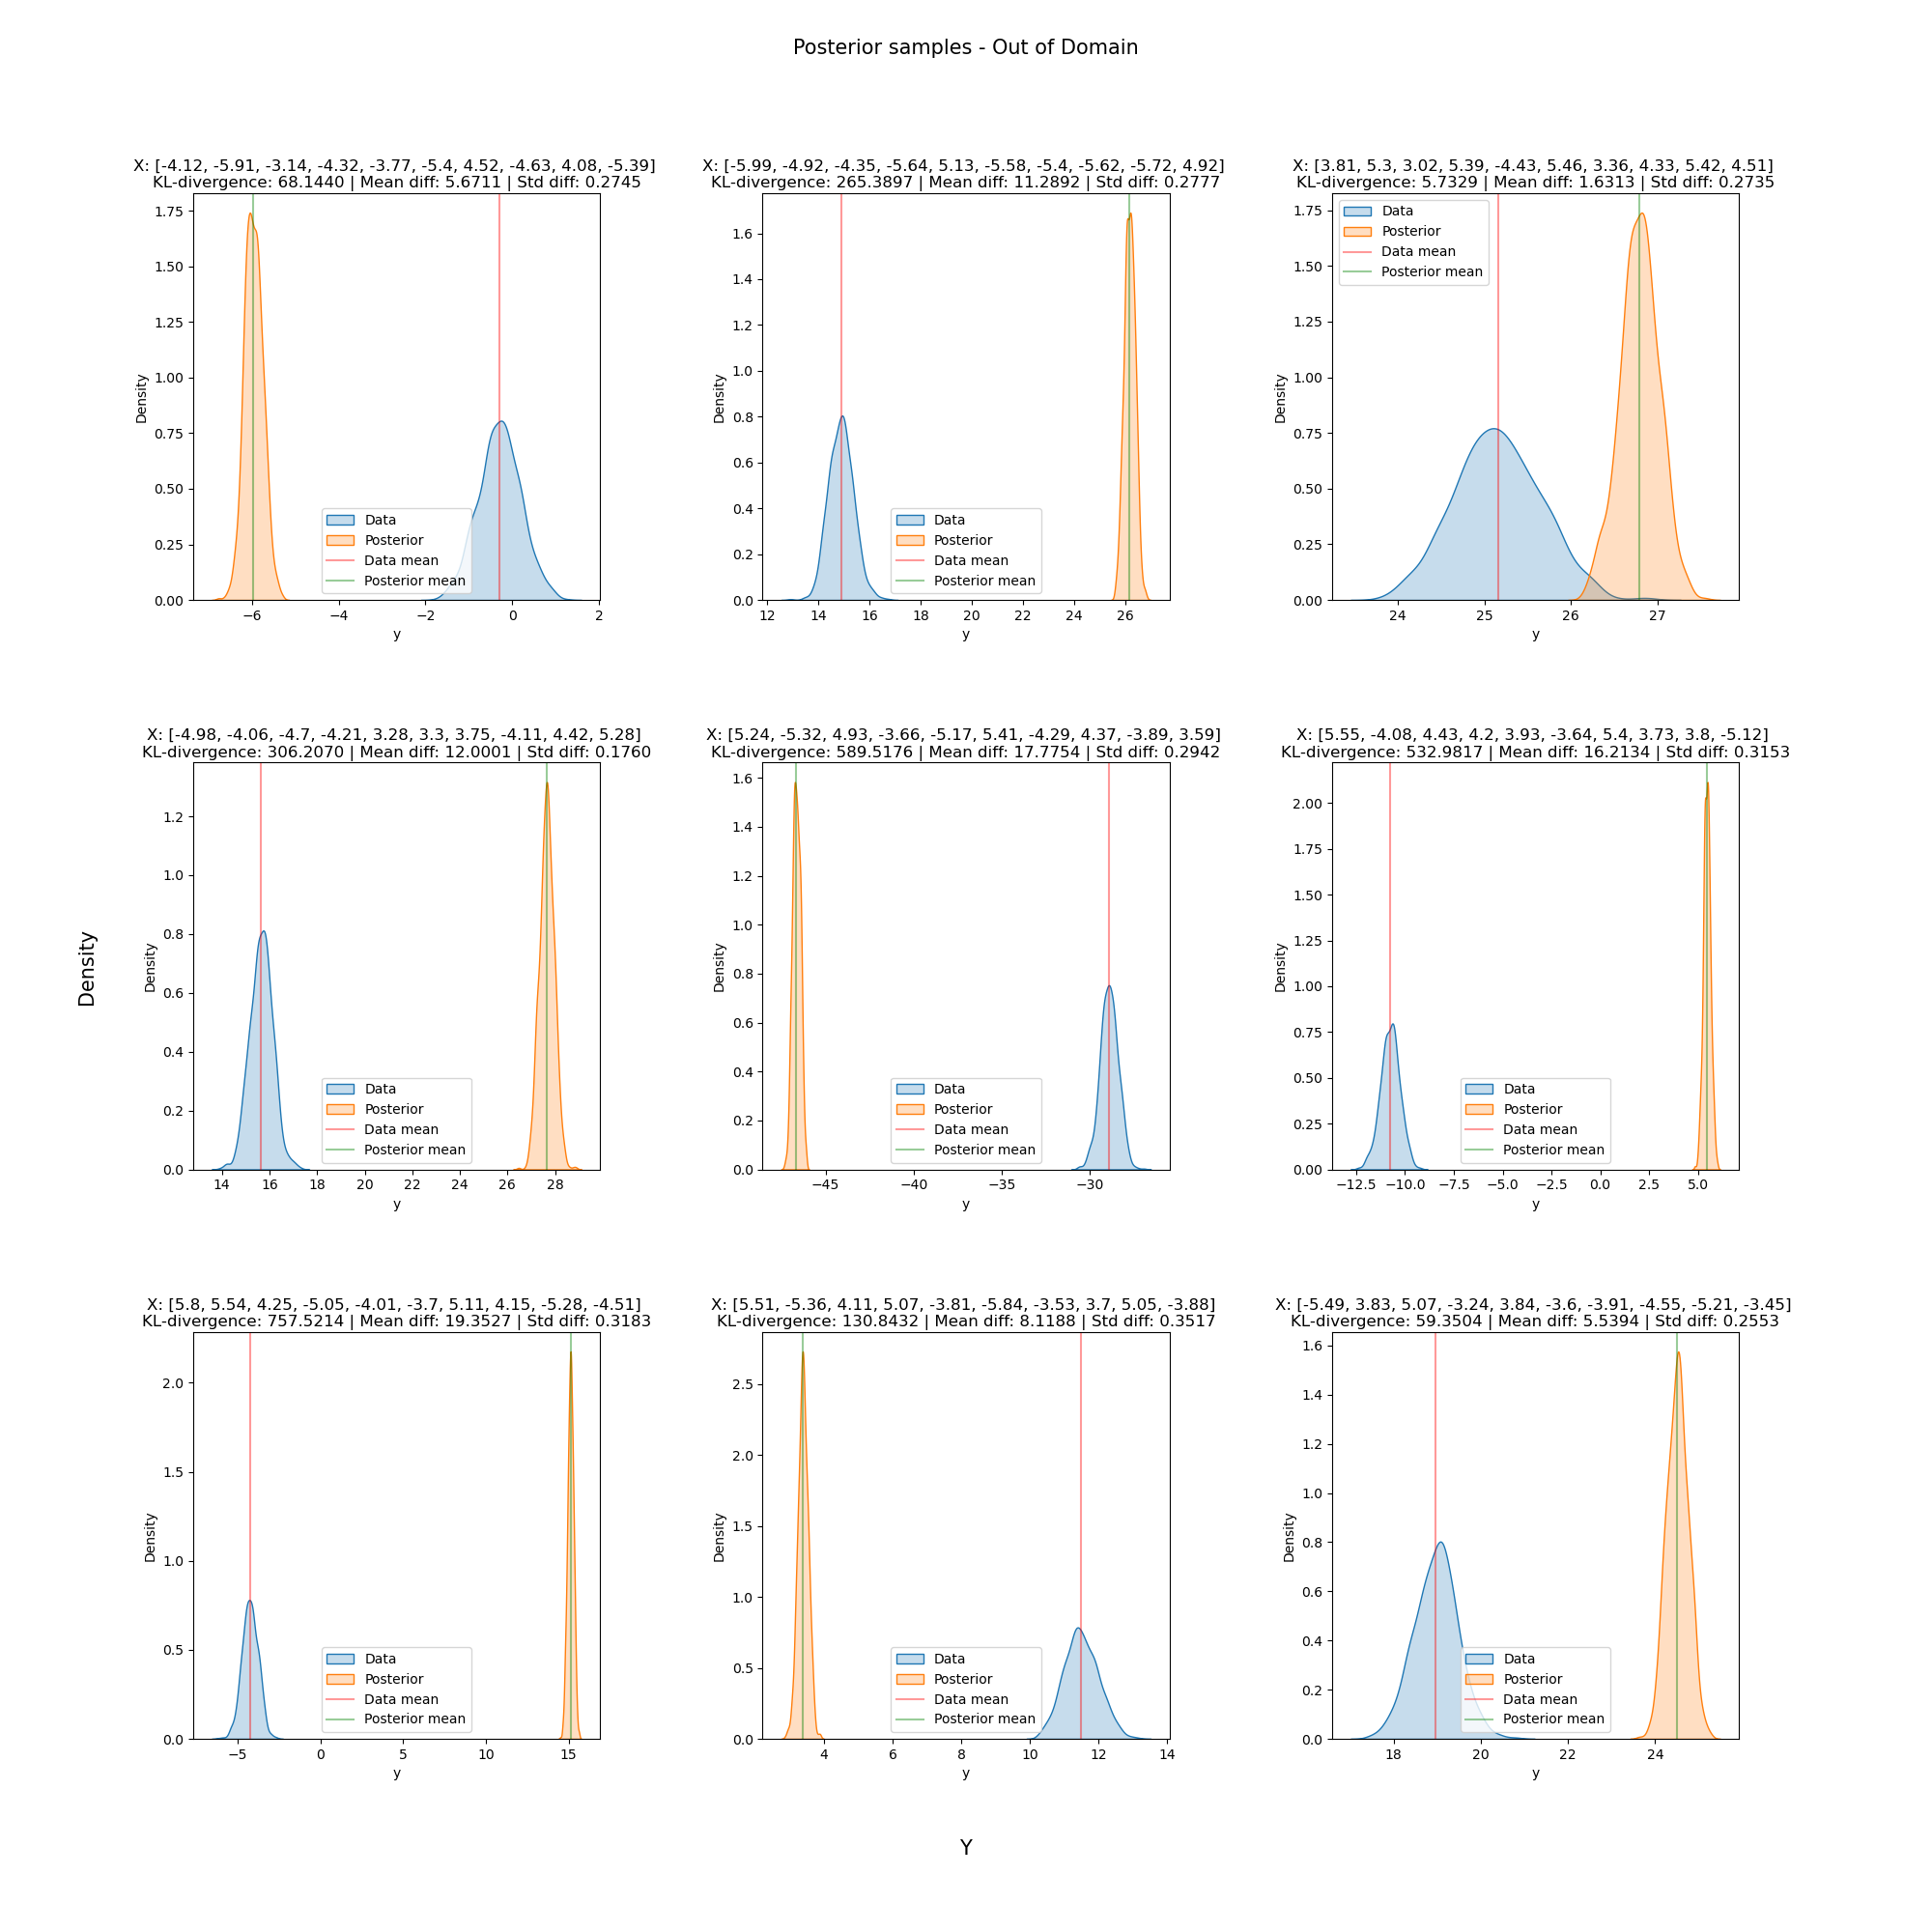 Posterior samples - Out of Domain
X: [-4.12, -5.91, -3.14, -4.32, -3.77, -5.4, 4.52, -4.63, 4.08, -5.39]
KL-divergence: 68.1440 | Mean diff: 5.6711 | Std diff: 0.2745
1.75
1.50
1.25
1.00
0.75
0.50
0.25
0.00
Density
Data
Posterior
Data mean
Posterior mean
−6 −4 −2 0 2
y
X: [-5.99, -4.92, -4.35, -5.64, 5.13, -5.58, -5.4, -5.62, -5.72, 4.92]
KL-divergence: 265.3897 | Mean diff: 11.2892 | Std diff: 0.2777
1.6
1.4
1.2
1.0
0.8
0.6
0.4
0.2
0.0
Density
Data
Posterior
Data mean
Posterior mean
12 14 16 18 20 22 24 26
y
X: [3.81, 5.3, 3.02, 5.39, -4.43, 5.46, 3.36, 4.33, 5.42, 4.51]
KL-divergence: 5.7329 | Mean diff: 1.6313 | Std diff: 0.2735
1.75
1.50
1.25
1.00
0.75
0.50
0.25
0.00
Density
Data
Posterior
Data mean
Posterior mean
24 25 26 27
y
X: [-4.98, -4.06, -4.7, -4.21, 3.28, 3.3, 3.75, -4.11, 4.42, 5.28]
KL-divergence: 306.2070 | Mean diff: 12.0001 | Std diff: 0.1760
1.2
1.0
0.8
0.6
0.4
0.2
0.0
Density
Data
Posterior
Data mean
Posterior mean
14 16 18 20 22 24 26 28
y
X: [5.24, -5.32, 4.93, -3.66, -5.17, 5.41, -4.29, 4.37, -3.89, 3.59]
KL-divergence: 589.5176 | Mean diff: 17.7754 | Std diff: 0.2942
1.6
1.4
1.2
1.0
0.8
0.6
0.4
0.2
0.0
Density
Data
Posterior
Data mean
Posterior mean
−45 −40 −35 −30
y
X: [5.55, -4.08, 4.43, 4.2, 3.93, -3.64, 5.4, 3.73, 3.8, -5.12]
KL-divergence: 532.9817 | Mean diff: 16.2134 | Std diff: 0.3153
2.00
1.75
1.50
1.25
1.00
0.75
0.50
0.25
0.00
Density
Data
Posterior
Data mean
Posterior mean
−12.5 −10.0 −7.5 −5.0 −2.5 0.0 2.5 5.0
y
Density
X: [5.8, 5.54, 4.25, -5.05, -4.01, -3.7, 5.11, 4.15, -5.28, -4.51]
KL-divergence: 757.5214 | Mean diff: 19.3527 | Std diff: 0.3183
2.0
1.5
1.0
0.5
0.0
Density
Data
Posterior
Data mean
Posterior mean
−5 0 5 10 15
y
X: [5.51, -5.36, 4.11, 5.07, -3.81, -5.84, -3.53, 3.7, 5.05, -3.88]
KL-divergence: 130.8432 | Mean diff: 8.1188 | Std diff: 0.3517
2.5
2.0
1.5
1.0
0.5
0.0
Density
Data
Posterior
Data mean
Posterior mean
4 6 8 10 12 14
y
X: [-5.49, 3.83, 5.07, -3.24, 3.84, -3.6, -3.91, -4.55, -5.21, -3.45]
KL-divergence: 59.3504 | Mean diff: 5.5394 | Std diff: 0.2553
1.6
1.4
1.2
1.0
0.8
0.6
0.4
0.2
0.0
Density
Data
Posterior
Data mean
Posterior mean
18 20 22 24
y
Y